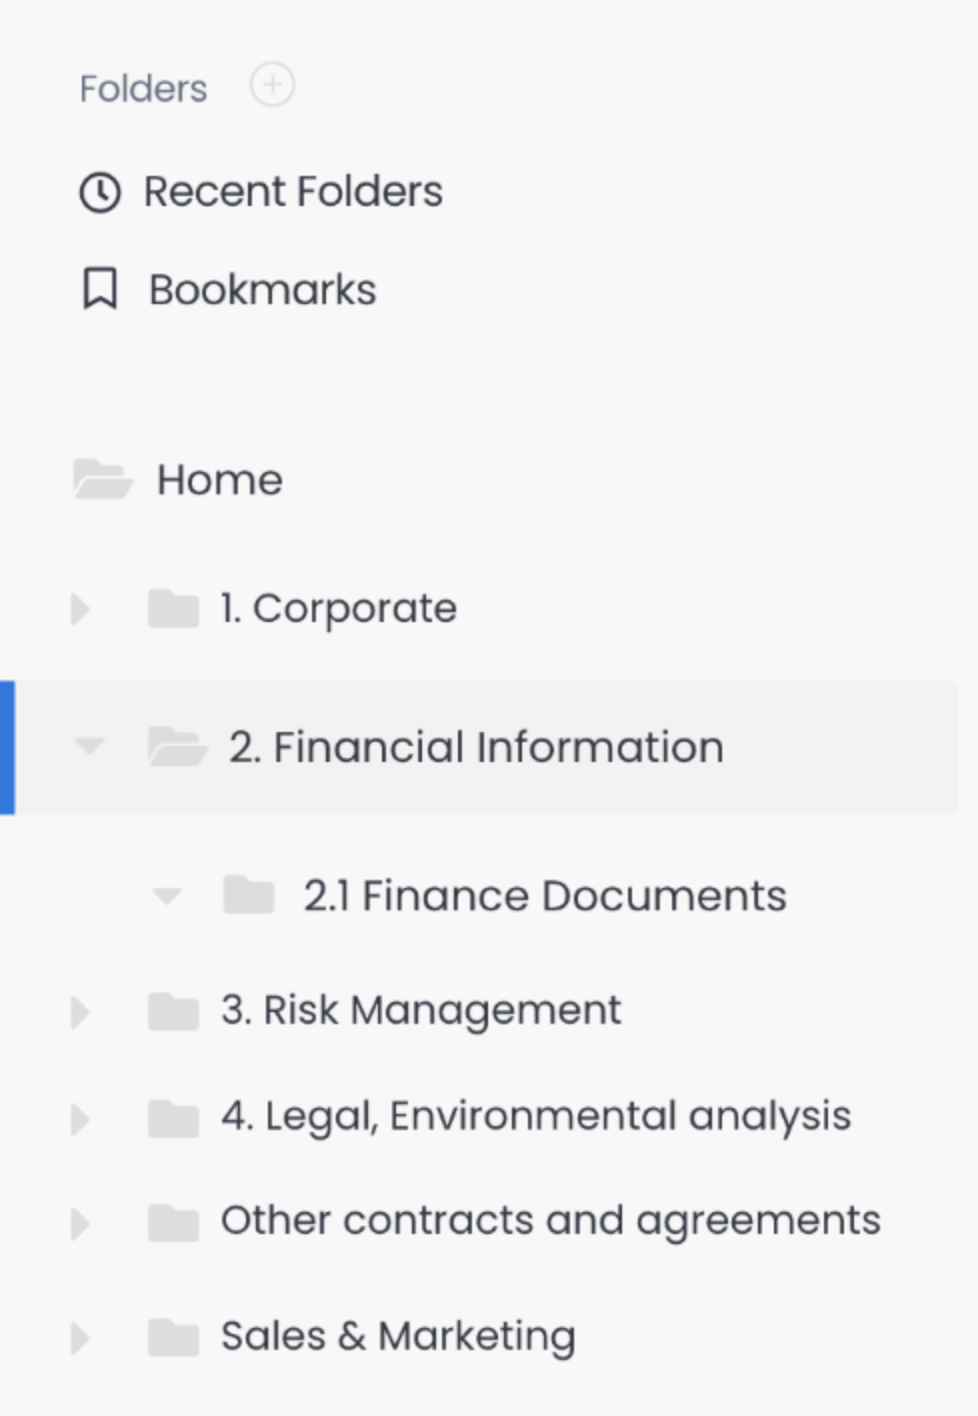 Folders
Recent Folders
Bookmarks
Home
1. Corporate
2. Financial Information
2.1 Finance Documents
3. Risk Management
4. Legal, Environmental analysis
Other contracts and agreements
Sales & Marketing